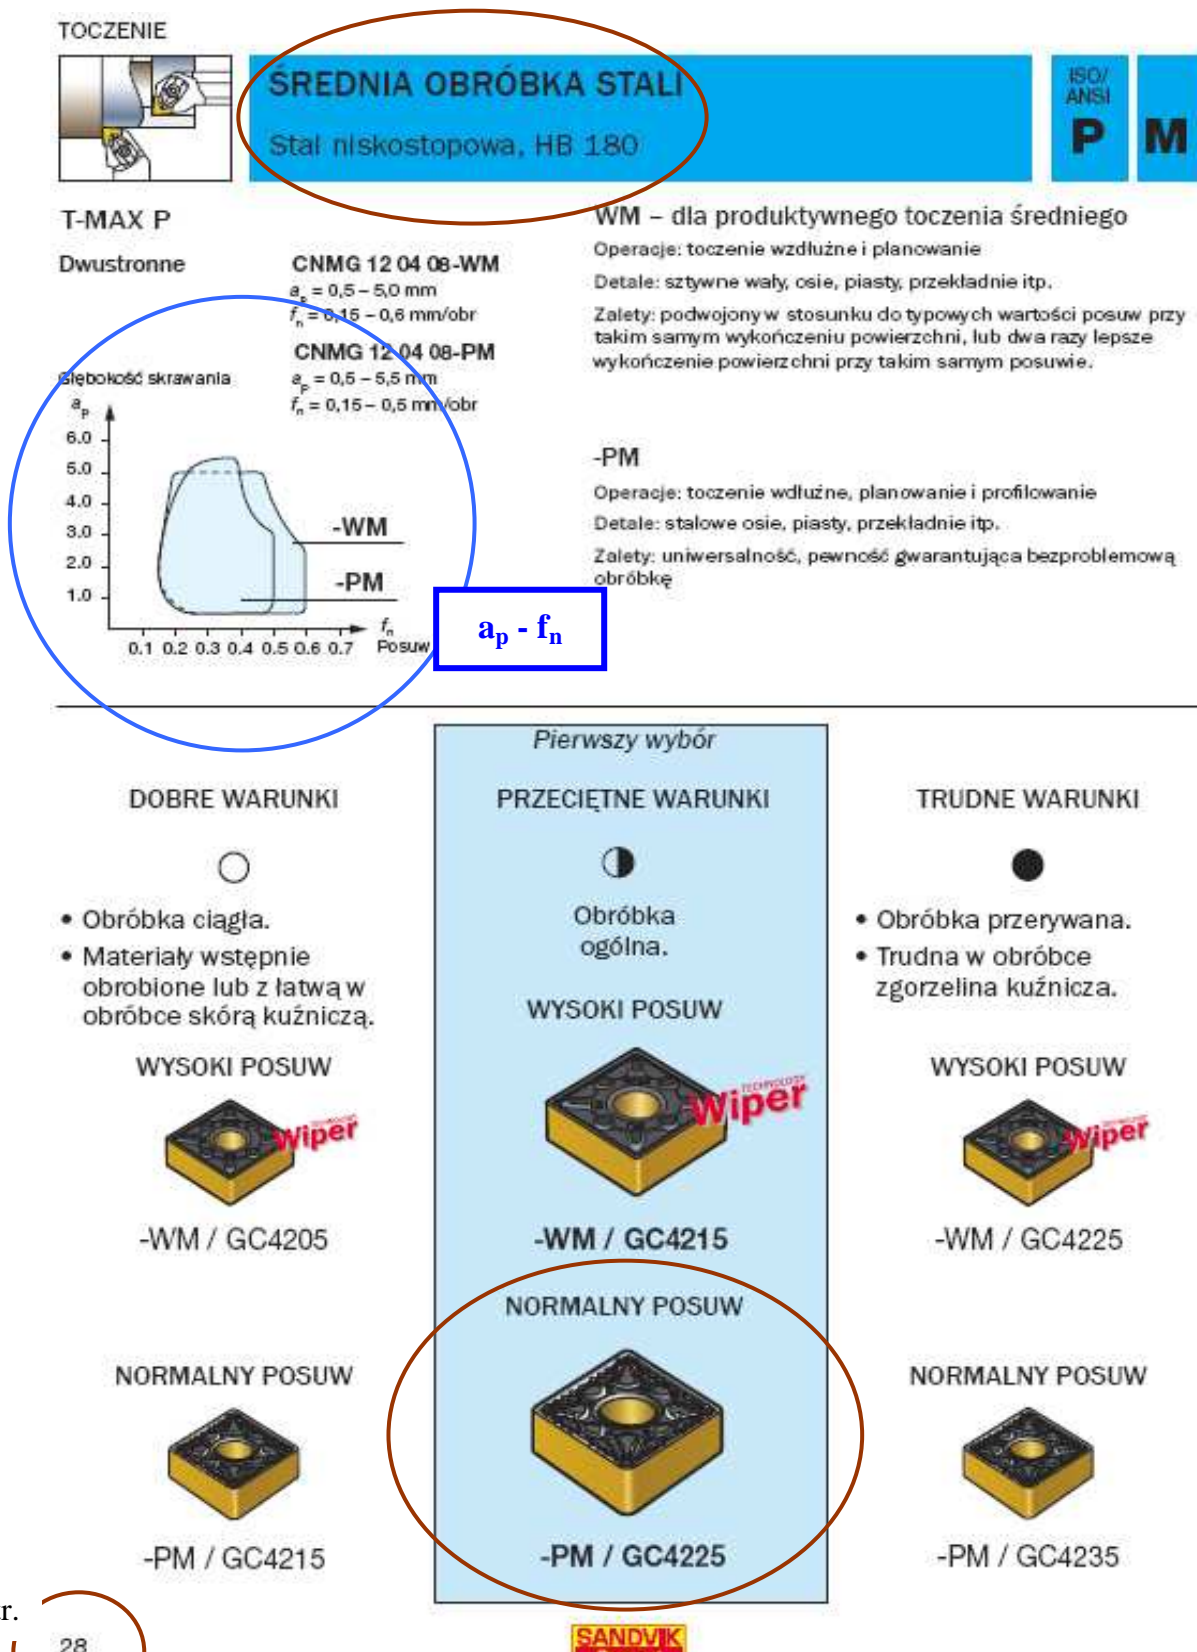 TOCZENIE
ŚREDNIA OBRÓBKA STALI
Stal niskostopowa, HB 180
ISO/
ANSI
P
M
T-MAX P
Dwustronne
CNMG 12 04 08-WM
ap = 0,5 – 5,0 mm
fn = 0,15 – 0,6 mm/obr
CNMG 12 04 08-PM
ap = 0,5 – 5,5 mm
fn = 0,15 – 0,5 mm/obr
WM – dla produktywnego toczenia średniego
Operacje: toczenie wzdłużne i planowanie
Detale: sztywne wały, osie, piasty, przekładnie itp.
Zalety: podwojony w stosunku do typowych wartości posuw przy
takim samym wykończeniu powierzchni, lub dwa razy lepsze
wykończenie powierzchni przy takim samym posuwie.
Głębokość skrawania
ap
6.0
5.0
4.0
3.0
2.0
1.0
-WM
-PM
0.1 0.2 0.3 0.4 0.5 0.6 0.7
fn
Posuw
ap - fn
-PM
Operacje: toczenie wdłużne, planowanie i profilowanie
Detale: stalowe osie, piasty, przekładnie itp.
Zalety: uniwersalność, pewność gwarantująca bezproblemową
obróbkę
Pierwszy wybór
DOBRE WARUNKI
• Obróbka ciągła.
• Materiały wstępnie
obrobione lub z łatwą w
obróbce skórą kuźniczą.
WYSOKI POSUW
TECHNOLOGY
Wiper
-WM / GC4205
NORMALNY POSUW
-PM / GC4215
PRZECIĘTNE WARUNKI
Obróbka
ogólna.
WYSOKI POSUW
TECHNOLOGY
Wiper
-WM / GC4215
NORMALNY POSUW
-PM / GC4225
TRUDNE WARUNKI
• Obróbka przerywana.
• Trudna w obróbce
zgorzelina kuźnicza.
WYSOKI POSUW
TECHNOLOGY
Wiper
-WM / GC4225
NORMALNY POSUW
-PM / GC4235
r.
28
SANDVIK